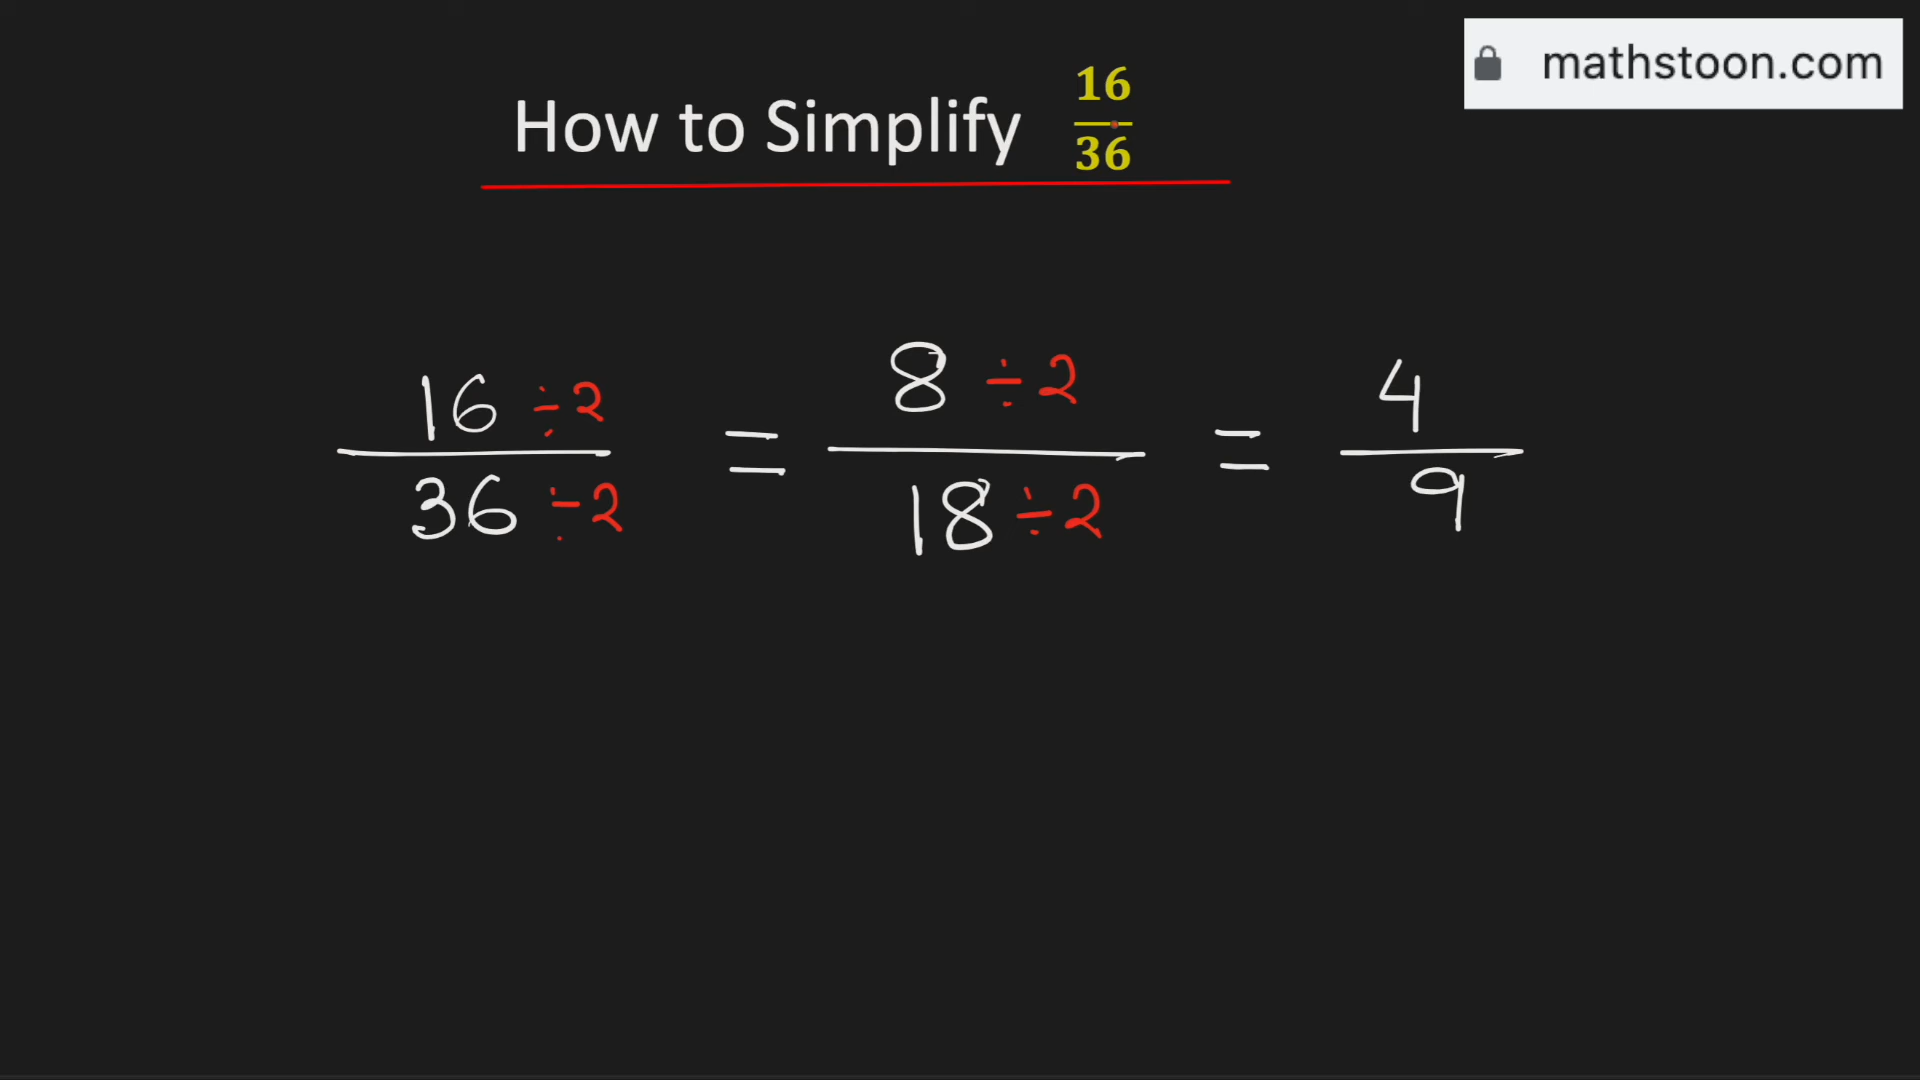 mathstoon.com
How to Simplify 16/36
16 ÷2 / 36 ÷2 = 8 ÷2 / 18 ÷2 = 4 / 9